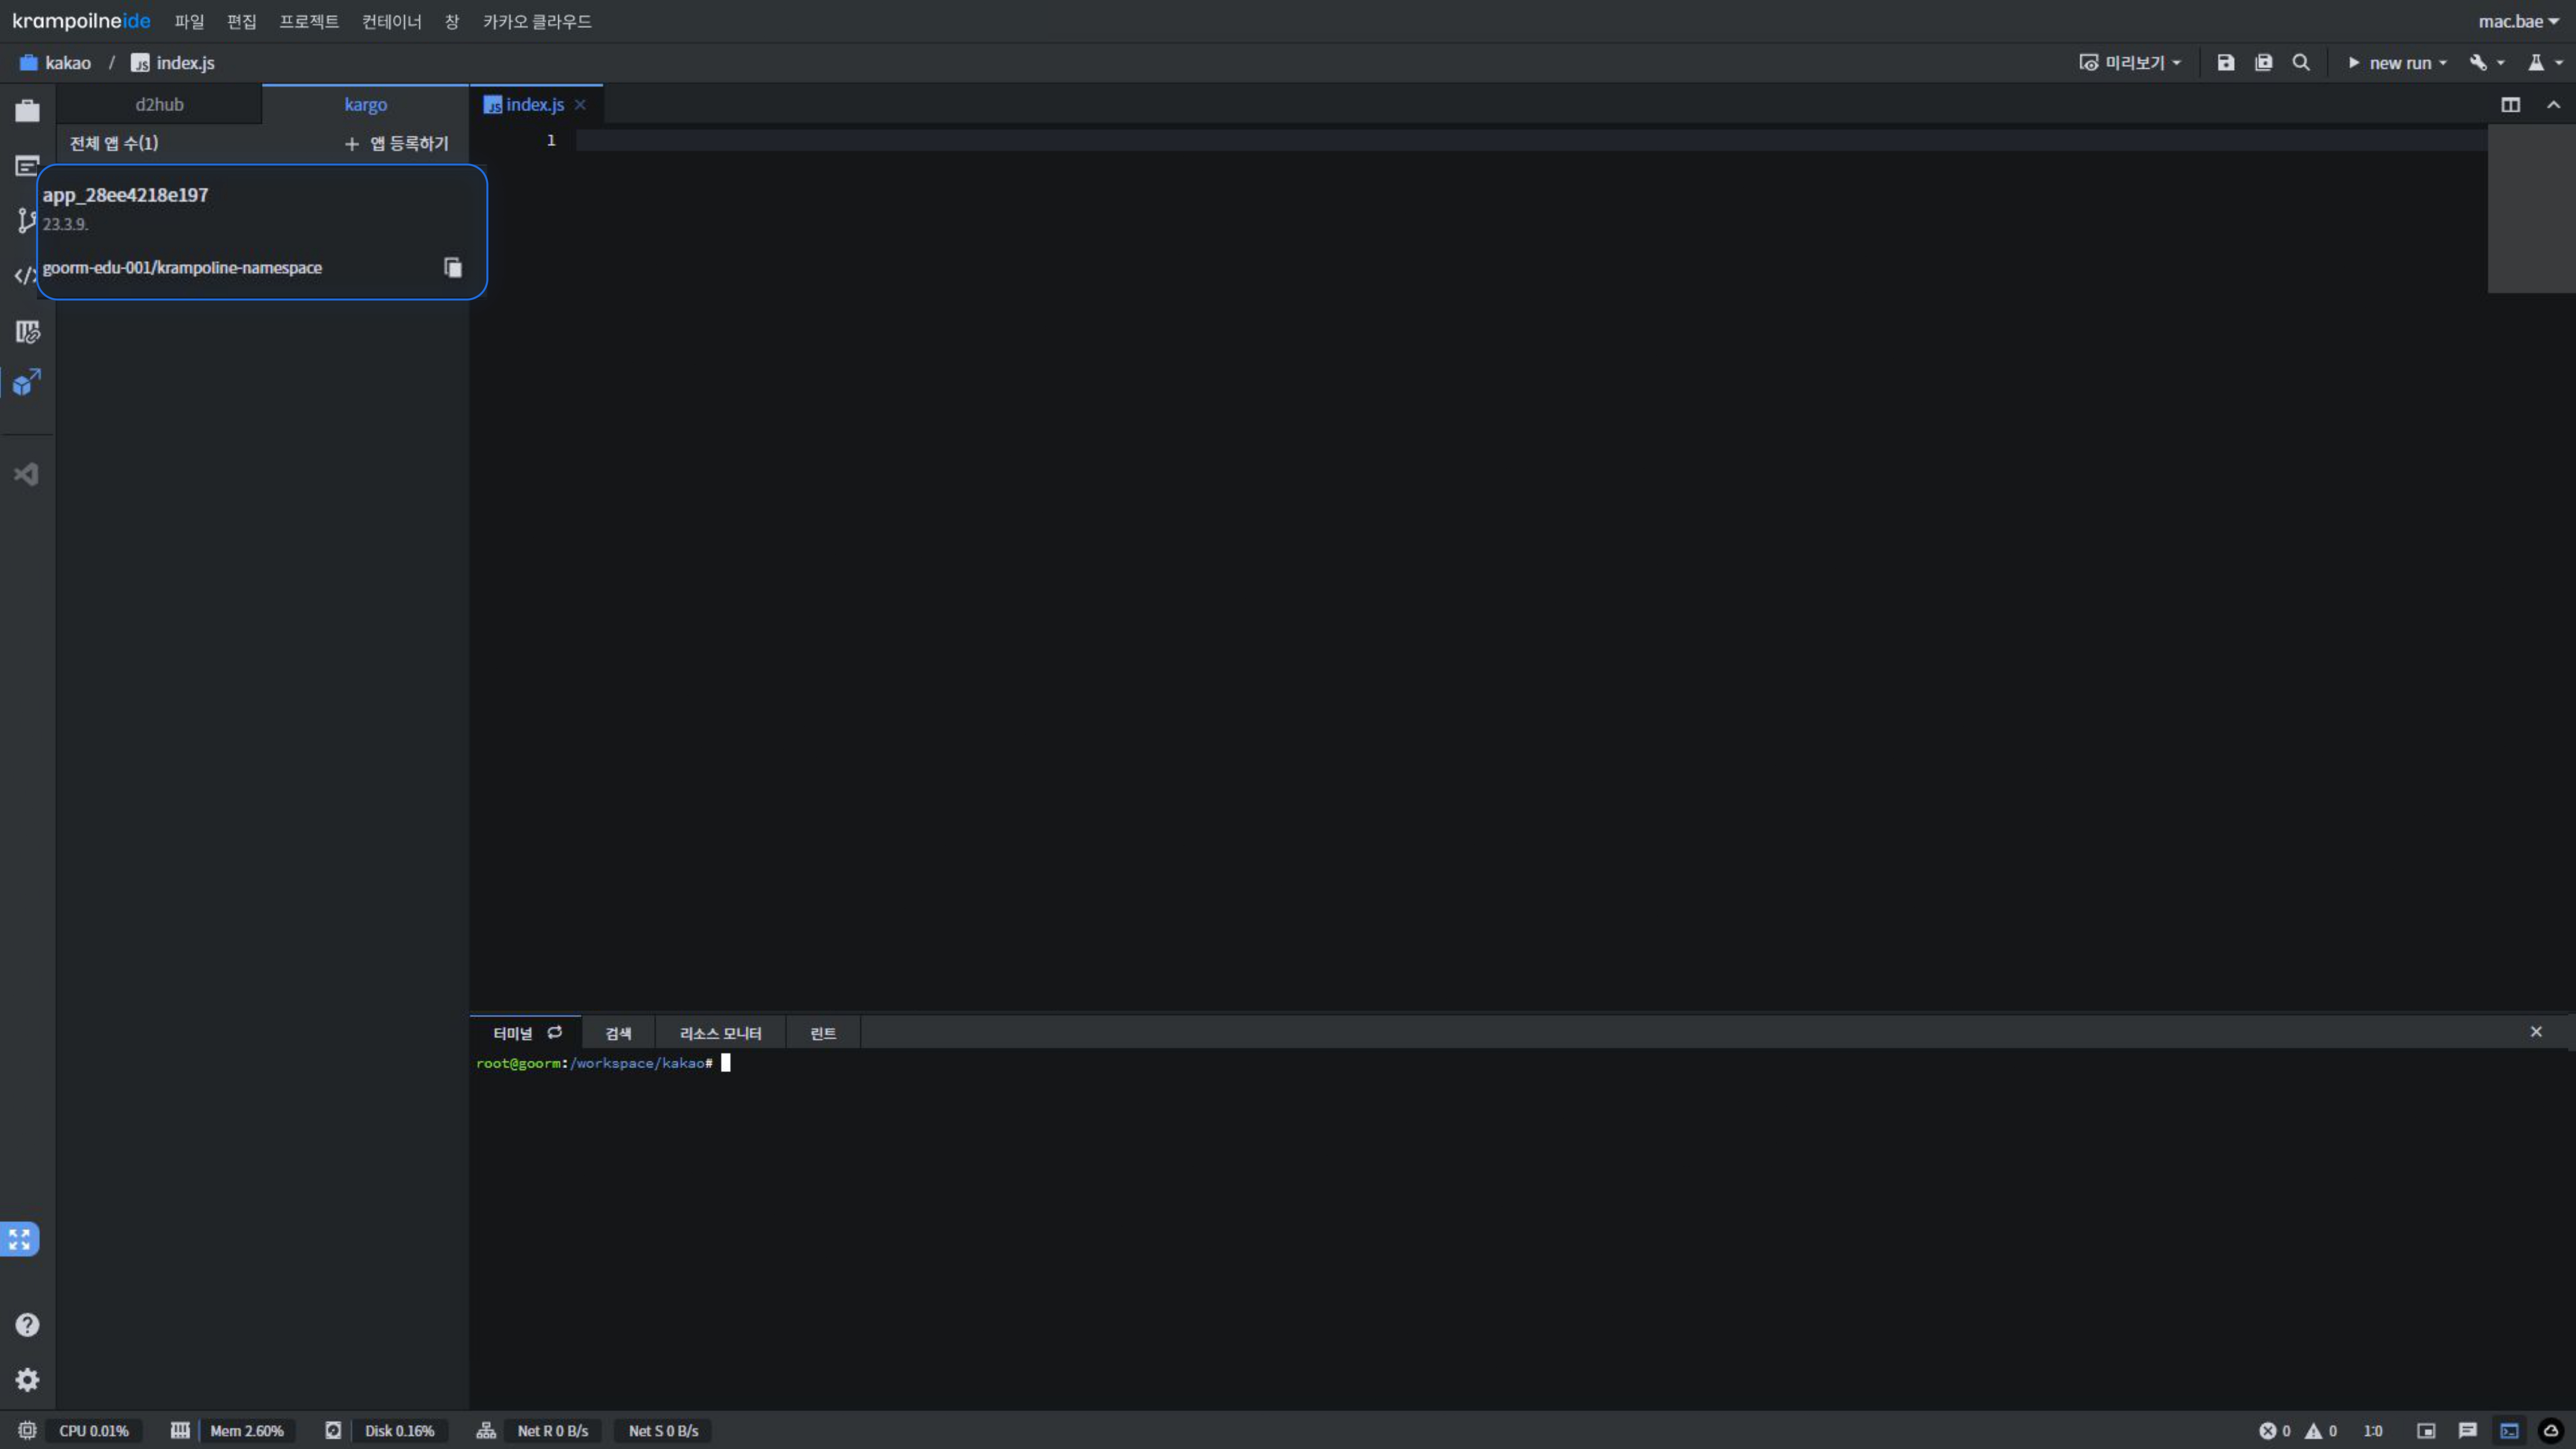 krampoilneide 파일 편집 프로젝트 컨테이너 창 카카오 클라우드 mac.bae
kakao / JS index.js 미리보기 new run
d2hub kargo JS index.js
전체 앱 수(1) + 앱 등록하기 1
app_28ee4218e197
23.3.9.
goorm-edu-001/krampoline-namespace
터미널 검색 리소스 모니터 린트
root@goorm:/workspace/kakao#
CPU 0.01% Mem 2.60% Disk 0.16% Net R 0 B/s Net S 0 B/s 0 0 1:0